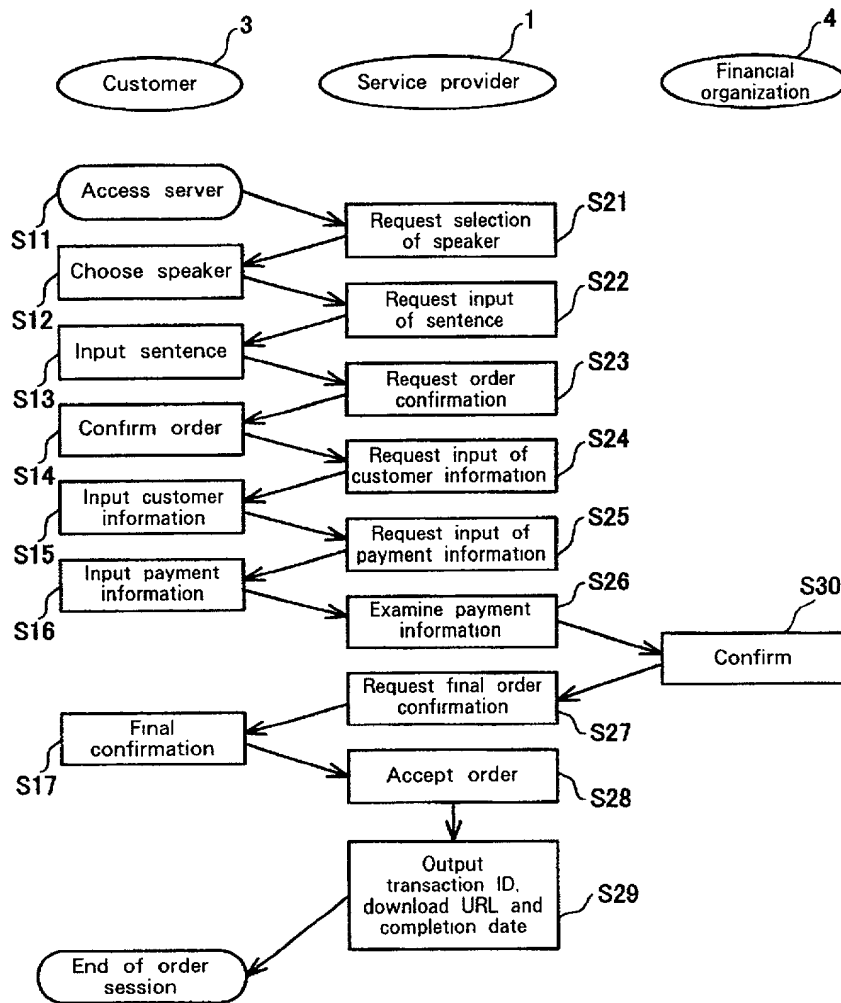 3
1
4
Customer
Service provider
Financial
organization
Access server
S11
Request selection
of speaker
S21
Choose speaker
S12
Request input
of sentence
S22
Input sentence
S13
Request order
confirmation
S23
Confirm order
S14
Request input of
customer information
S24
Input customer
information
S15
Request input of
payment information
S25
Input payment
information
S16
Examine payment
information
S26
Confirm
S30
Request final order
confirmation
S27
Final
confirmation
S17
Accept order
S28
Output
transaction ID,
download URL and
completion date
S29
End of order
session